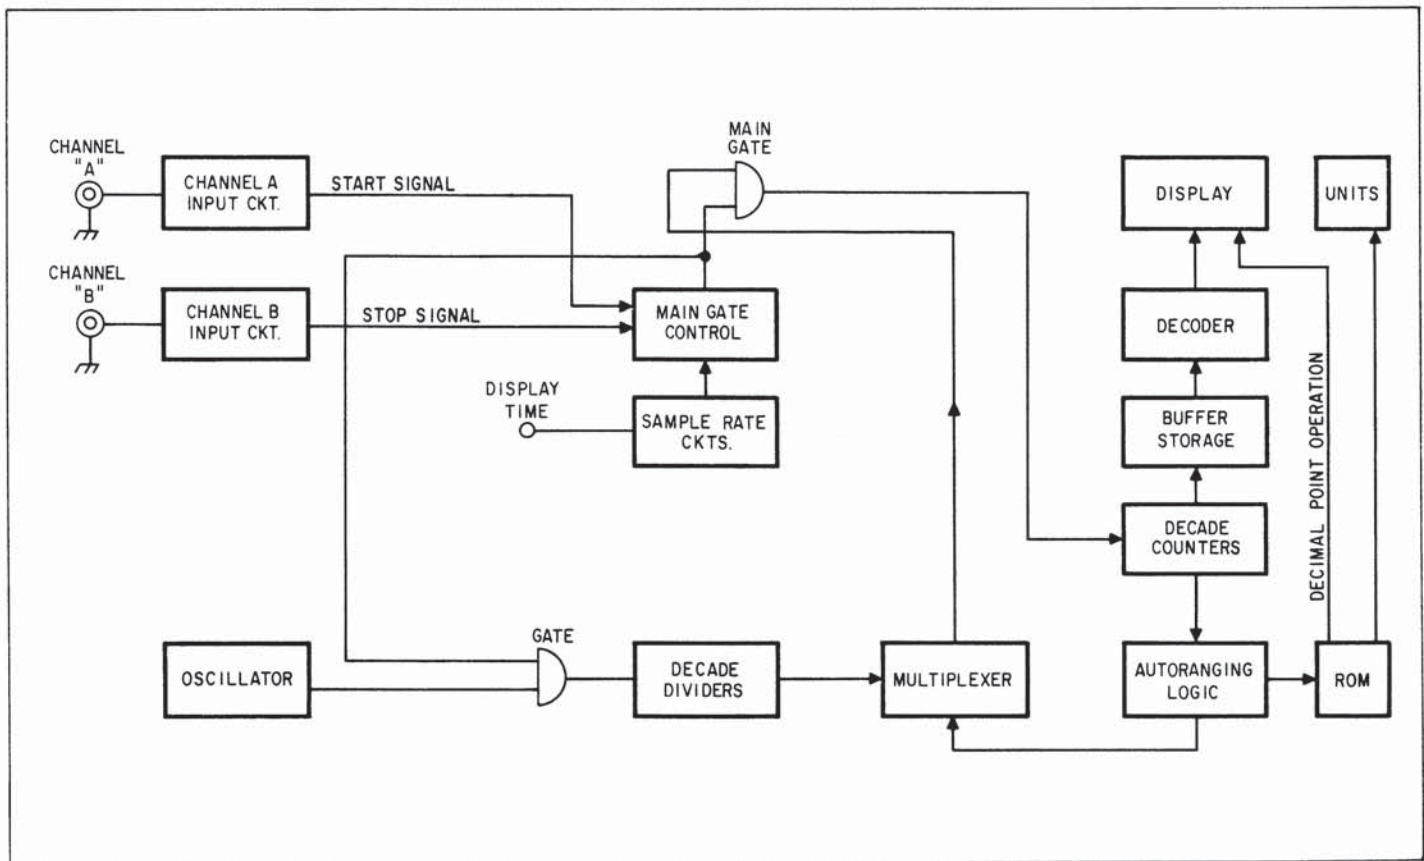 MAIN
GATE
CHANNEL
"A"
CHANNEL A
INPUT CKT.
START SIGNAL
DISPLAY
UNITS
CHANNEL
"B"
CHANNEL B
INPUT CKT.
STOP SIGNAL
MAIN GATE
CONTROL
DECODER
DISPLAY
TIME
SAMPLE RATE
CKTS.
BUFFER
STORAGE
DECIMAL POINT OPERATION
DECADE
COUNTERS
OSCILLATOR
GATE
DECADE
DIVIDERS
MULTIPLEXER
AUTORANGING
LOGIC
ROM